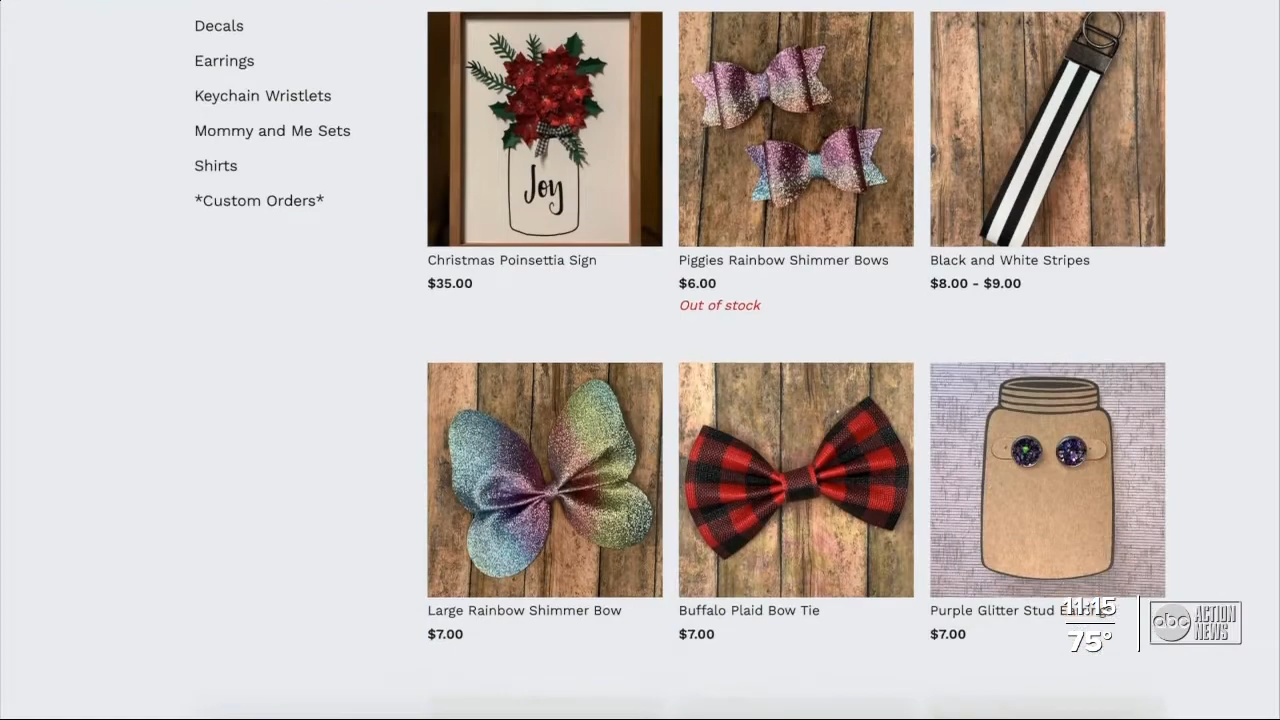 Decals
Earrings
Keychain Wristlets
Mommy and Me Sets
Shirts
*Custom Orders*
Joy
Christmas Poinsettia Sign
$35.00
Piggies Rainbow Shimmer Bows
$6.00
Out of stock
Black and White Stripes
$8.00 - $9.00
Large Rainbow Shimmer Bow
$7.00
Buffalo Plaid Bow Tie
$7.00
Purple Glitter Stud
$7.00
11:15
75°
abc ACTION
NEWS